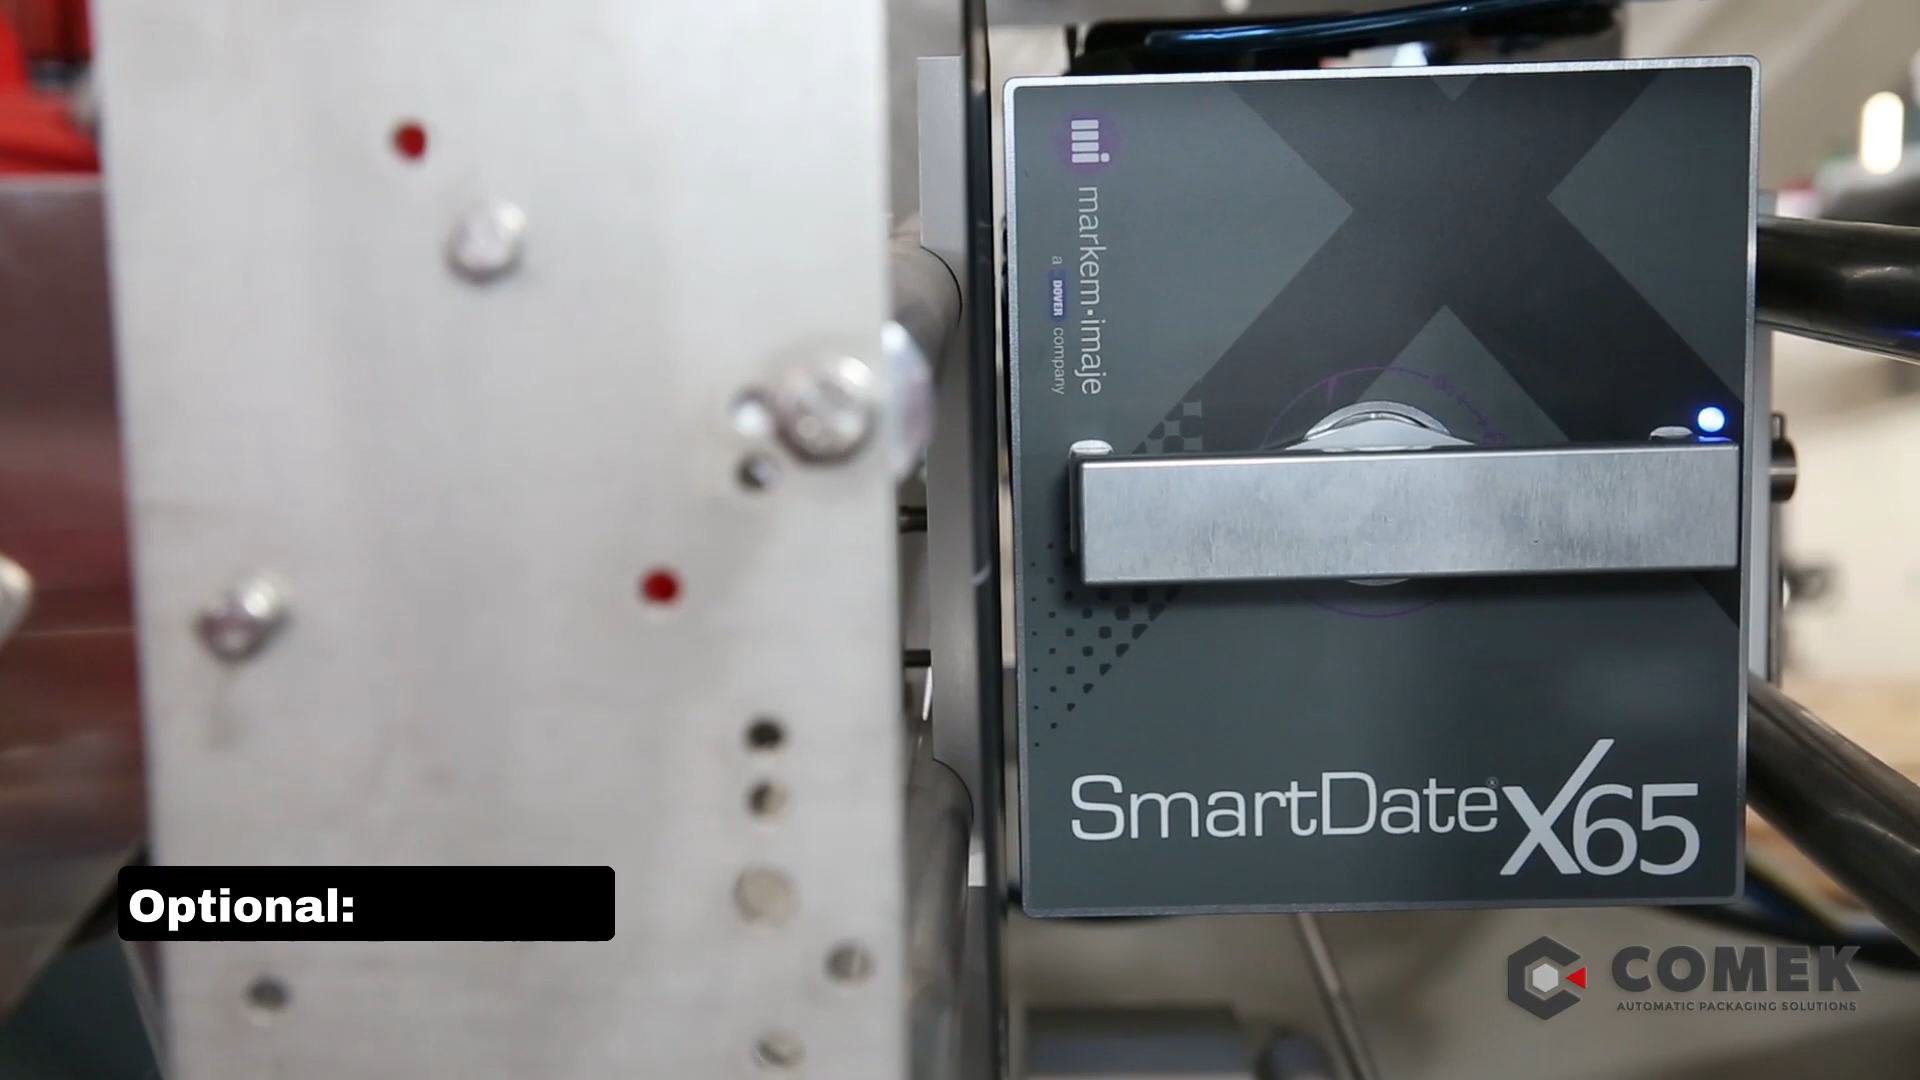 markem·imaje
a DOVER company
SmartDate® X65
Optional:
COMEK
AUTOMATIC PACKAGING SOLUTIONS